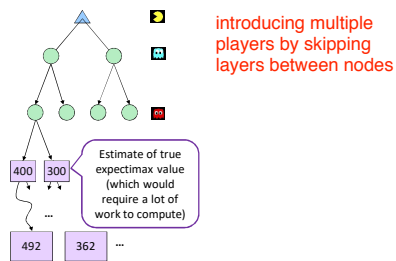 introducing multiple
players by skipping
layers between nodes
400
300
Estimate of true
expectimax value
(which would
require a lot of
work to compute)
...
492
362
...